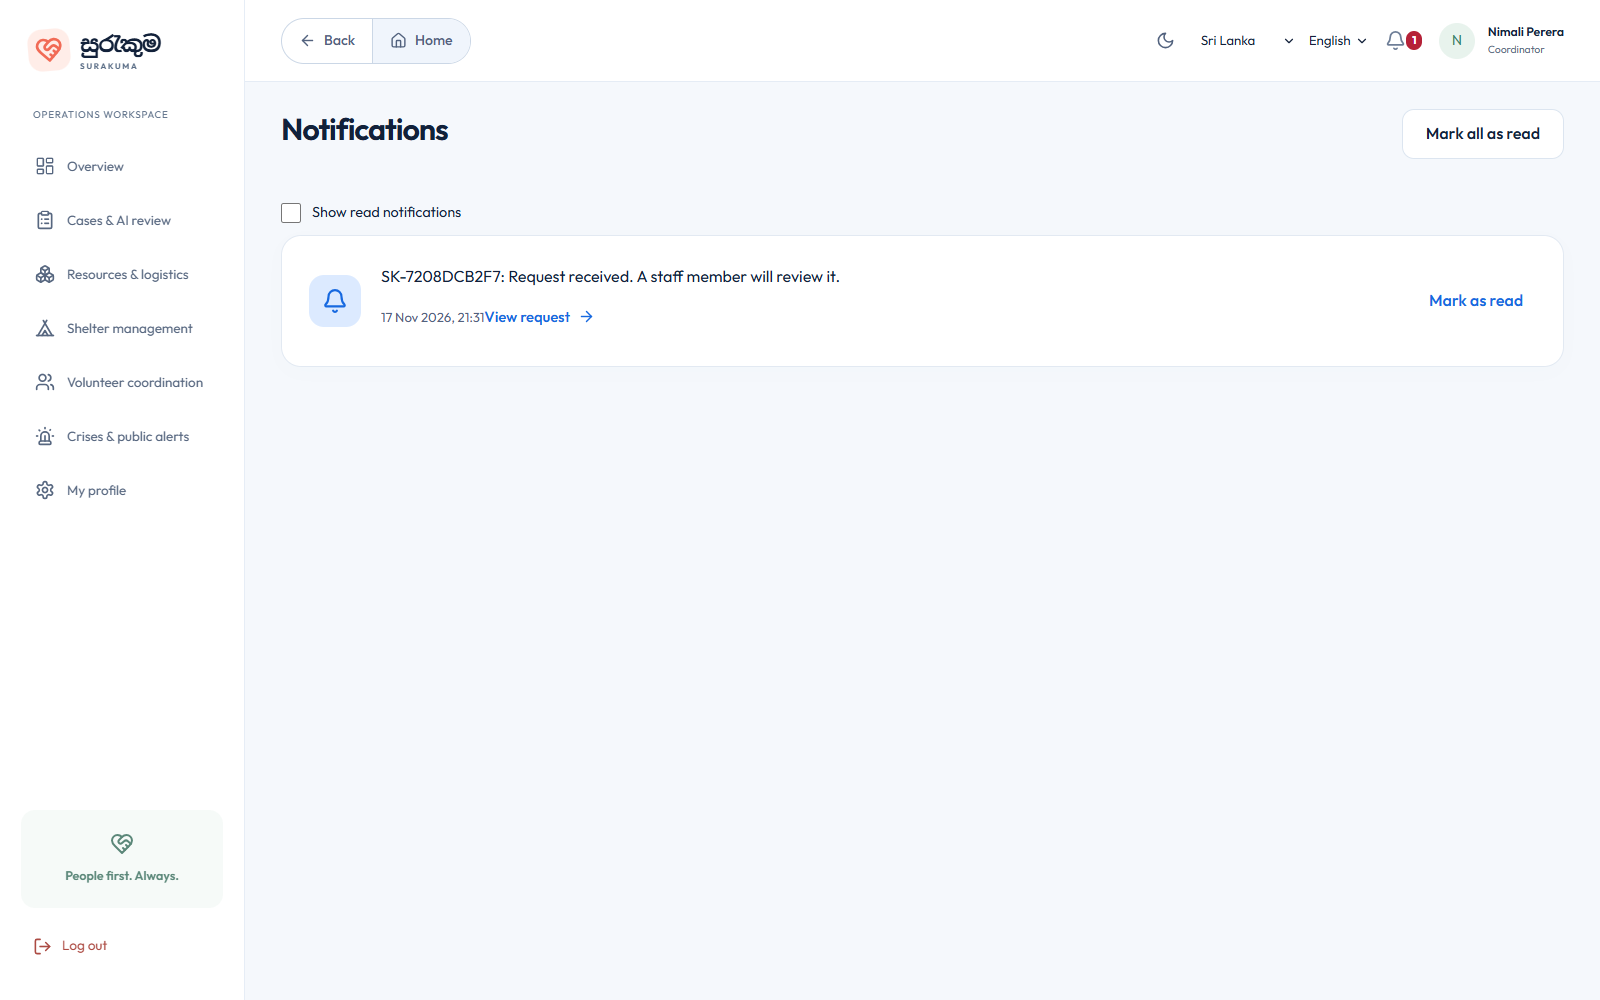 සුරැකුම
SURAKUMA
OPERATIONS WORKSPACE
Overview
Cases & AI review
Resources & logistics
Shelter management
Volunteer coordination
Crises & public alerts
My profile
People first. Always.
Log out
Back
Home
Sri Lanka
English
1
N
Nimali Perera
Coordinator
Notifications
Mark all as read
Show read notifications
SK-7208DCB2F7: Request received. A staff member will review it.
17 Nov 2026, 21:31View request
Mark as read